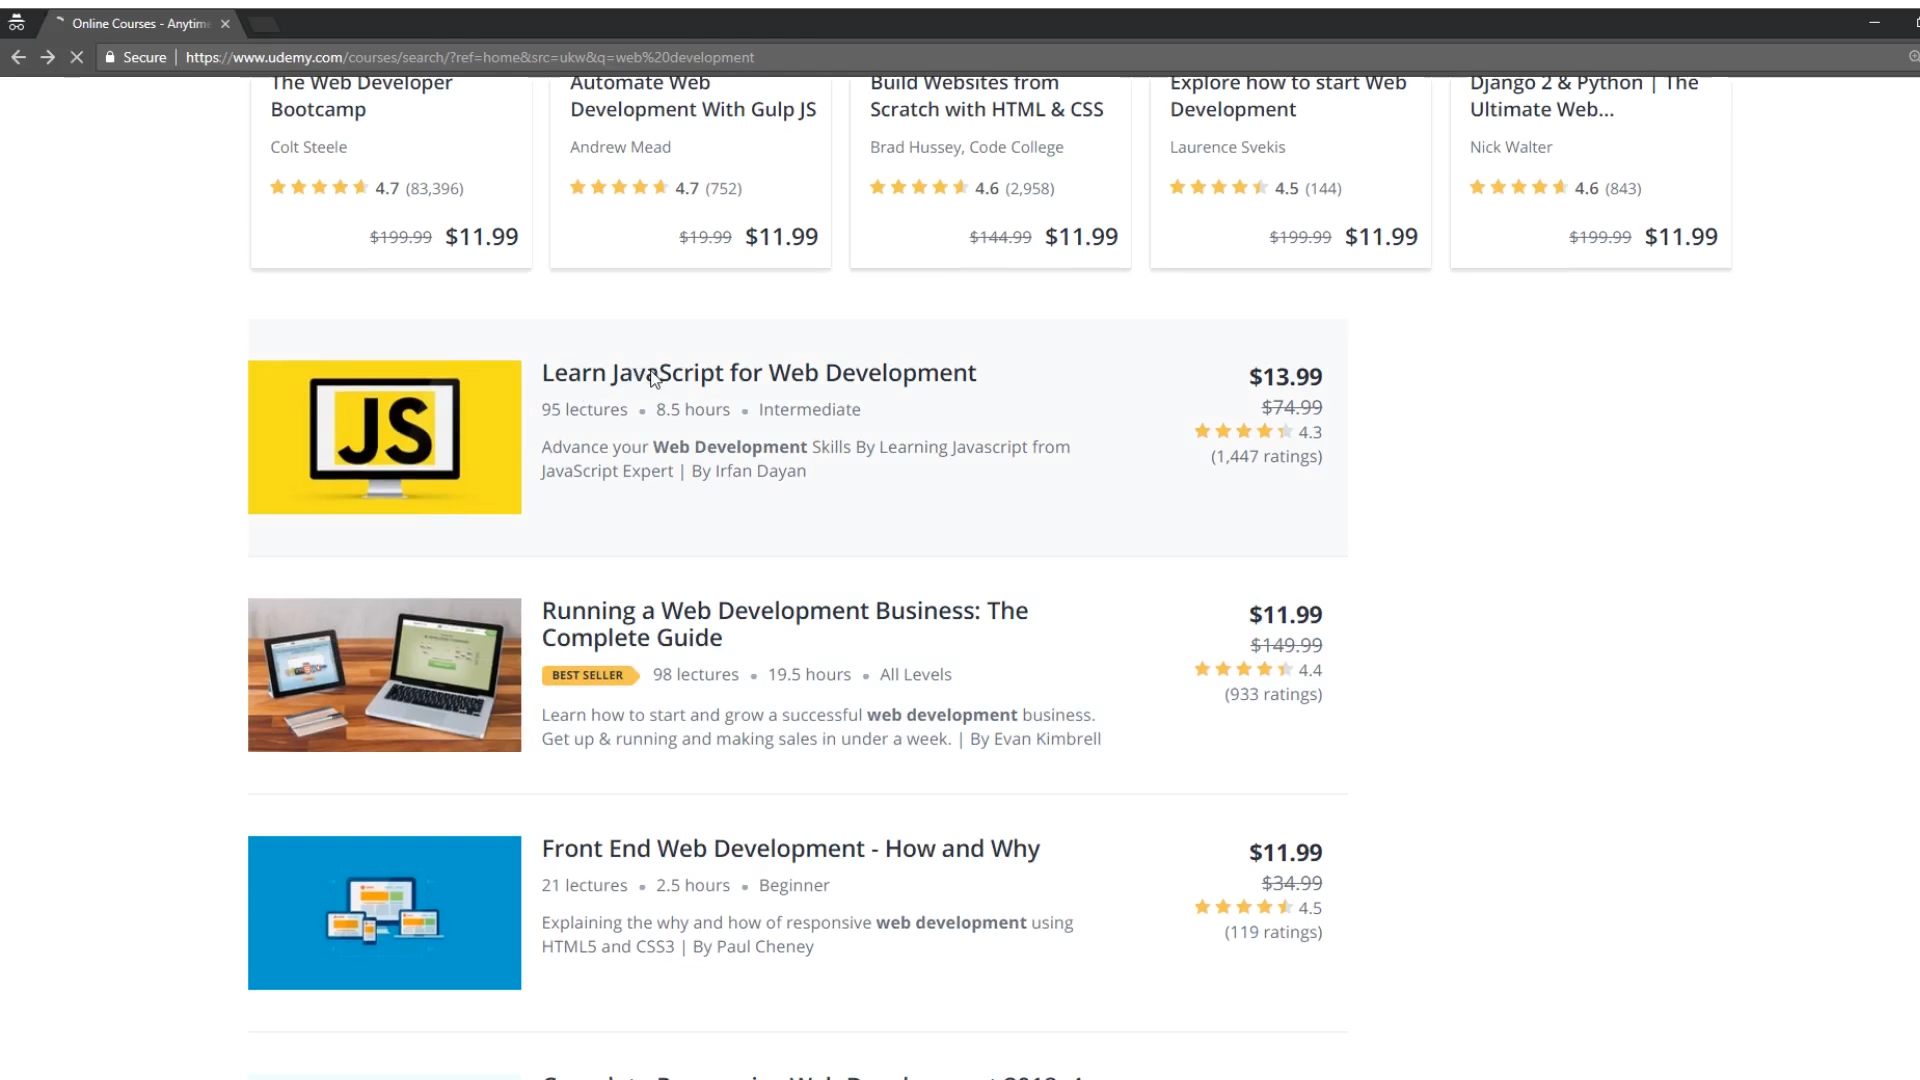 Online Courses - Anytim
Secure | https://www.udemy.com/courses/search/?ref=home&src=ukw&q=web%20development
The Web Developer
Bootcamp
Colt Steele
4.7 (83,396)
$199.99 $11.99
Automate Web
Development With Gulp JS
Andrew Mead
4.7 (752)
$19.99 $11.99
Build Websites from
Scratch with HTML & CSS
Brad Hussey, Code College
4.6 (2,958)
$144.99 $11.99
Explore how to start Web
Development
Laurence Svekis
4.5 (144)
$199.99 $11.99
Django 2 & Python | The
Ultimate Web...
Nick Walter
4.6 (843)
$199.99 $11.99
JS
Learn JavaScript for Web Development
95 lectures • 8.5 hours • Intermediate
Advance your Web Development Skills By Learning Javascript from
JavaScript Expert | By Irfan Dayan
$13.99
$74.99
4.3
(1,447 ratings)
Running a Web Development Business: The
Complete Guide
BEST SELLER 98 lectures • 19.5 hours • All Levels
Learn how to start and grow a successful web development business.
Get up & running and making sales in under a week. | By Evan Kimbrell
$11.99
$149.99
4.4
(933 ratings)
Front End Web Development - How and Why
21 lectures • 2.5 hours • Beginner
Explaining the why and how of responsive web development using
HTML5 and CSS3 | By Paul Cheney
$11.99
$34.99
4.5
(119 ratings)